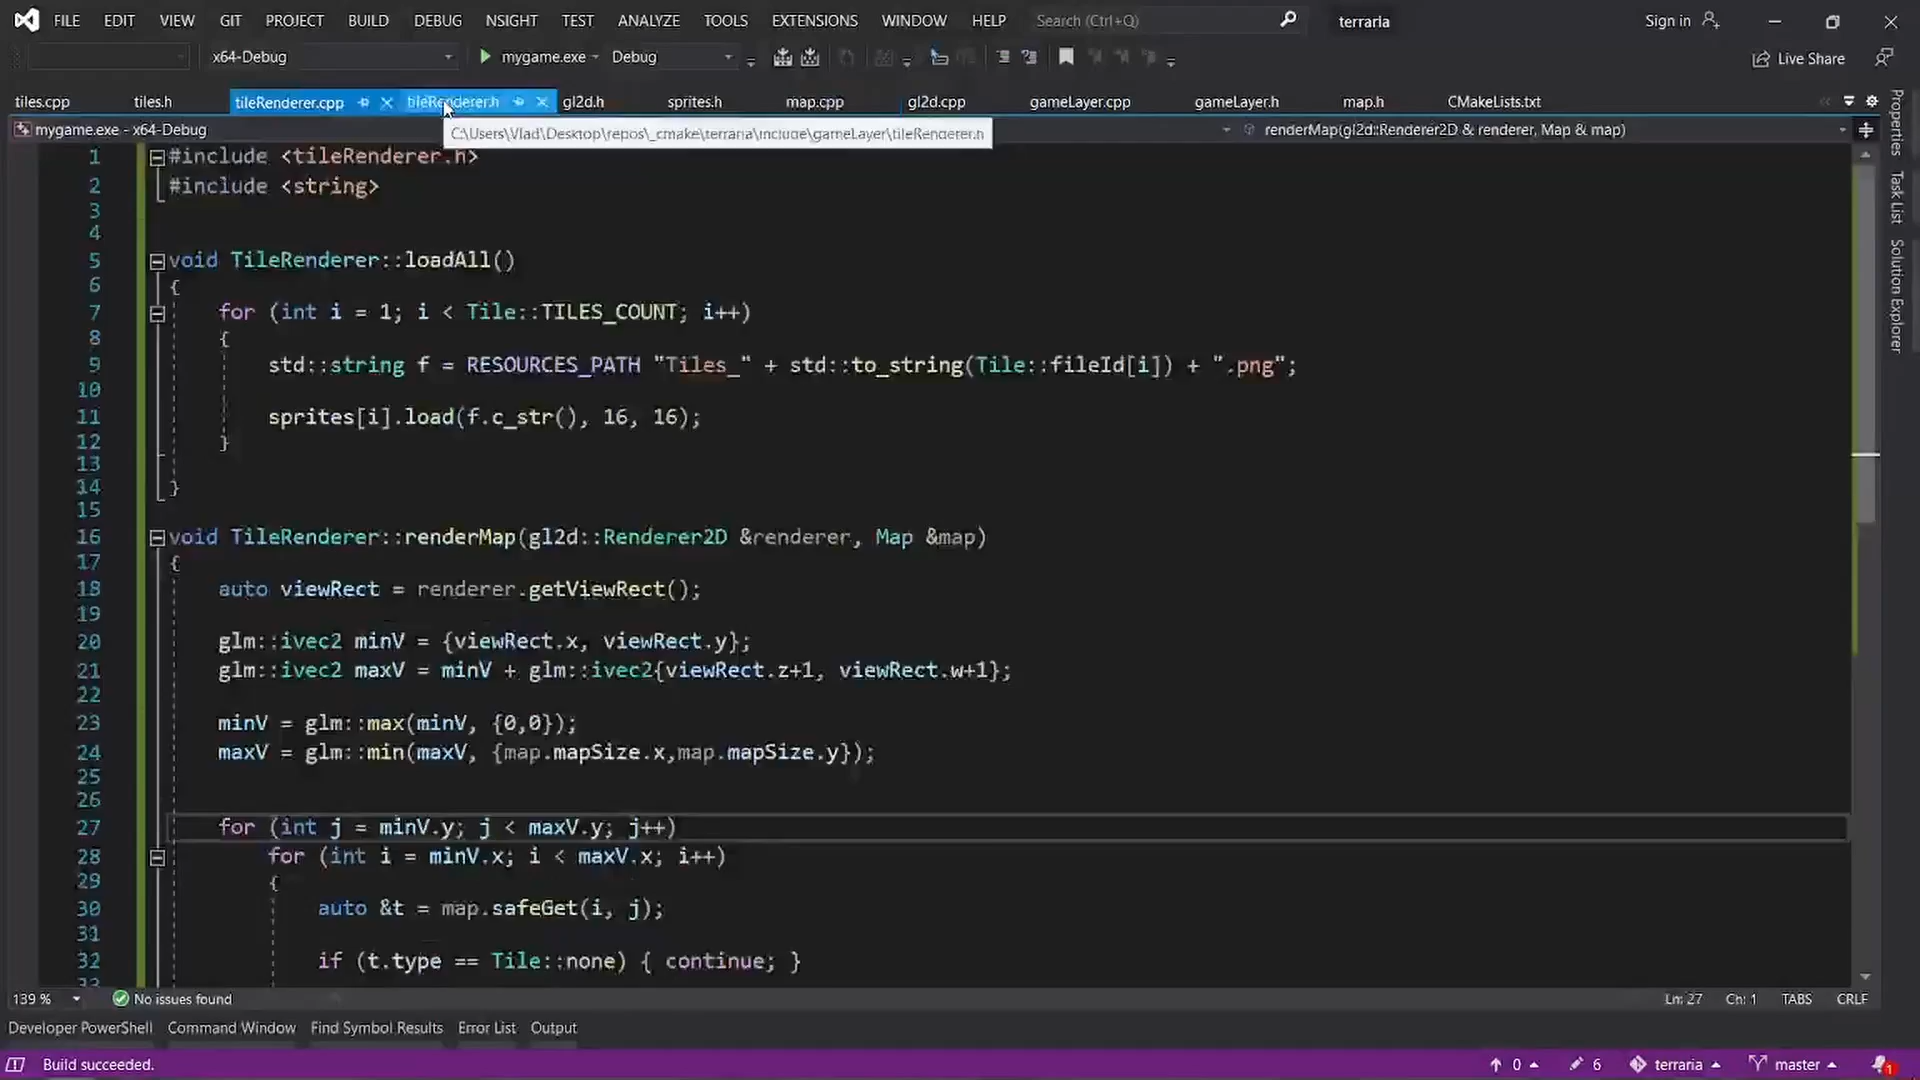 FILE EDIT VIEW GIT PROJECT BUILD DEBUG NSIGHT TEST ANALYZE TOOLS EXTENSIONS WINDOW HELP Search (Ctrl+Q) terraria Sign in
x64-Debug mygame.exe Debug Live Share
tiles.cpp tiles.h tileRenderer.cpp tileRenderer.h gl2d.h sprites.h map.cpp gl2d.cpp gameLayer.cpp gameLayer.h map.h CMakeLists.txt
mygame.exe - x64-Debug renderMap(gl2d::Renderer2D & renderer, Map & map)
C:\Users\Vlad\Desktop\repos\_cmake\terraria\include\gameLayer\tileRenderer.h
1 #include <tileRenderer.h>
2 #include <string>
3
4
5 void TileRenderer::loadAll()
6 {
7 for (int i = 1; i < Tile::TILES_COUNT; i++)
8 {
9 std::string f = RESOURCES_PATH "Tiles_" + std::to_string(Tile::fileId[i]) + ".png";
10
11 sprites[i].load(f.c_str(), 16, 16);
12 }
13
14 }
15
16 void TileRenderer::renderMap(gl2d::Renderer2D &renderer, Map &map)
17 {
18 auto viewRect = renderer.getViewRect();
19
20 glm::ivec2 minV = {viewRect.x, viewRect.y};
21 glm::ivec2 maxV = minV + glm::ivec2{viewRect.z+1, viewRect.w+1};
22
23 minV = glm::max(minV, {0,0});
24 maxV = glm::min(maxV, {map.mapSize.x,map.mapSize.y});
25
26
27 for (int j = minV.y; j < maxV.y; j++)
28 for (int i = minV.x; i < maxV.x; i++)
29 {
30 auto &t = map.safeGet(i, j);
31
32 if (t.type == Tile::none) { continue; }
33
Properties
Task List
Solution Explorer
139 % No issues found Ln: 27 Ch: 1 TABS CRLF
Developer PowerShell Command Window Find Symbol Results Error List Output
Build succeeded. 0 6 terraria master 1